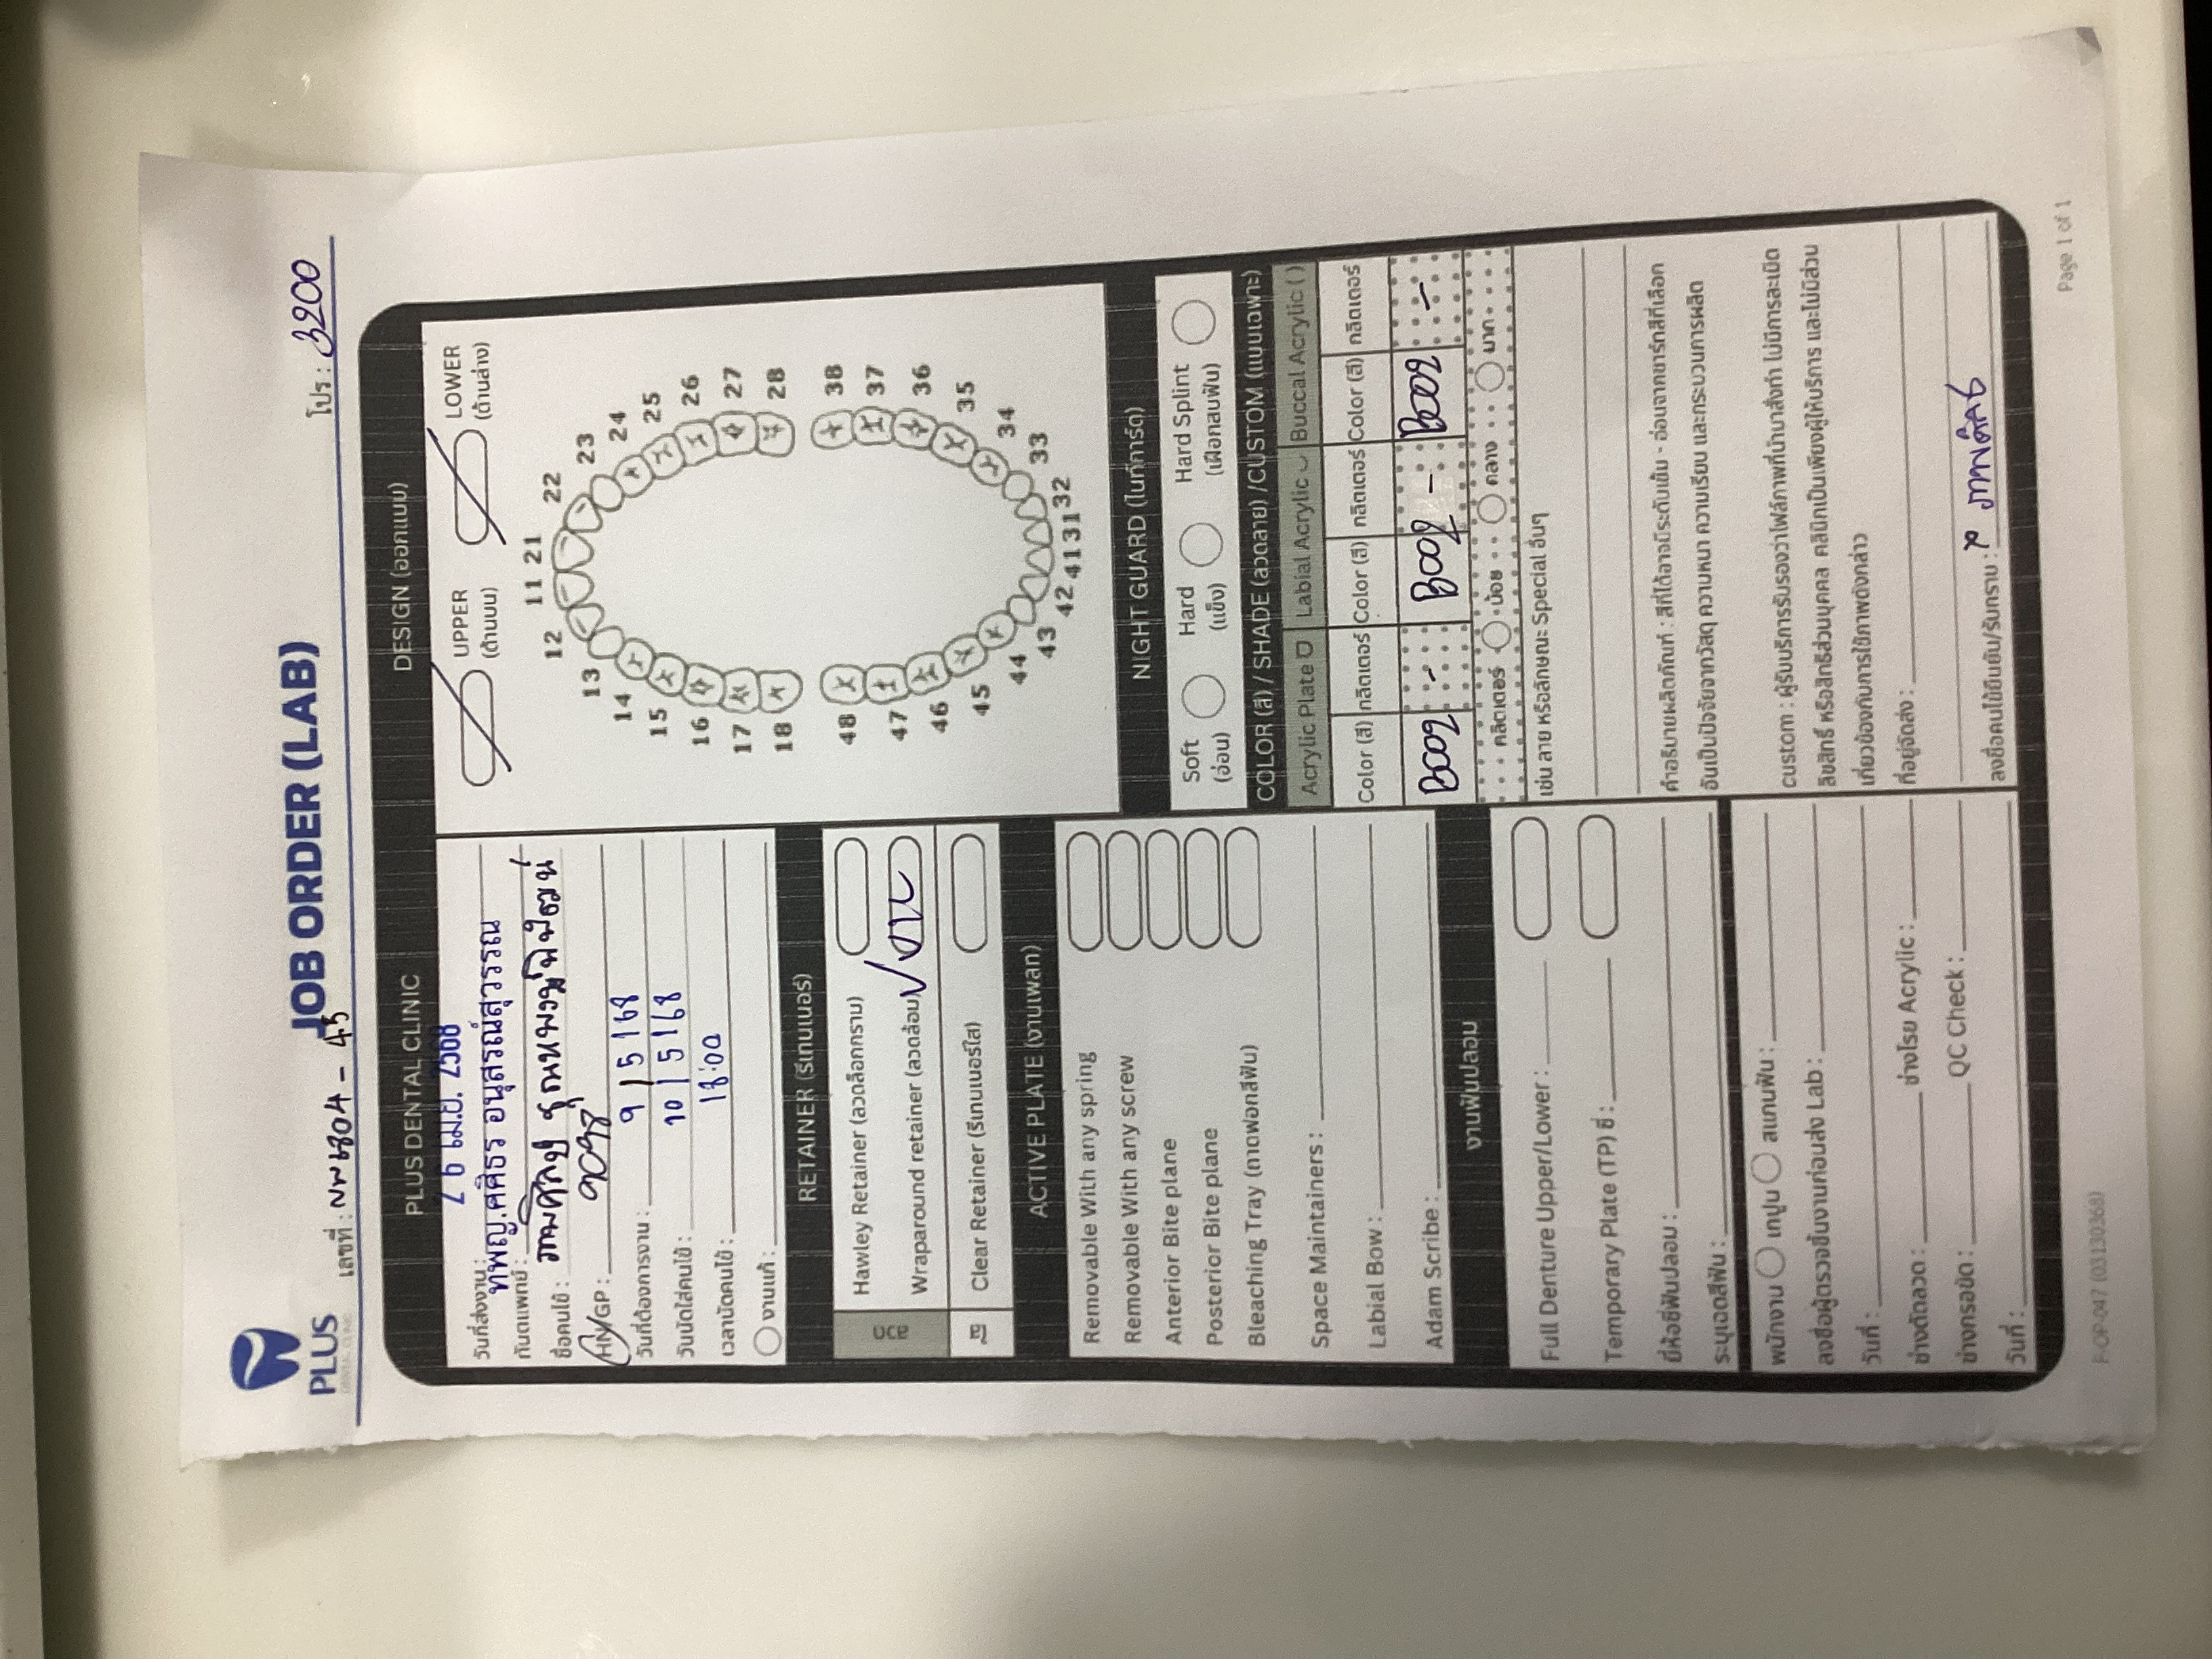 PLUS
DENTAL CLINIC
JOB ORDER (LAB)
เลขที่ : 6804 - 45
โปร : 3200
PLUS DENTAL CLINIC
วันที่ส่งงาน : 26 เม.ย. 2568
ทันตแพทย์ : ทพญ.ศศิธร อนุสรณ์สุวรรณ
ชื่อคนไข้ : ภาพศิลป์
HN/GP : 9098
วันที่ต้องการงาน : 9/5/68
วันนัดใส่คนไข้ : 10/5/68
เวลานัดคนไข้ : 18:00
งานแก้ :
RETAINER (รีเทนเนอร์)
ลวด
Hawley Retainer (ลวดล็อกกราม)
Wraparound retainer (ลวดล้อม) ✓ บน
ใส
Clear Retainer (รีเทนเนอร์ใส)
ACTIVE PLATE (งานเพลท)
Removable With any spring
Removable With any screw
Anterior Bite plane
Posterior Bite plane
Bleaching Tray (ถาดฟอกสีฟัน)
Space Maintainers :
Labial Bow :
Adam Scribe :
งานฟันปลอม
Full Denture Upper/Lower :
Temporary Plate (TP) ซี่ :
ยี่ห้อซี่ฟันปลอม :
ระบุเฉดสีฟัน :
พนักงาน เทปูน สแกนฟัน :
ลงชื่อผู้ตรวจชิ้นงานก่อนส่ง Lab :
วันที่ :
ช่างดัดลวด : ช่างโรย Acrylic :
ช่างกรอขัด : QC Check :
วันที่ :
DESIGN (ออกแบบ)
UPPER
(ด้านบน)
LOWER
(ด้านล่าง)
11 21
12 22
13 23
14 24
15 25
16 26
17 27
18 28
48 38
47 37
46 36
45 35
44 34
43 33
42 41 31 32
NIGHT GUARD (ไนท์การ์ด)
Soft
(อ่อน)
Hard
(แข็ง)
Hard Splint
(เฝือกสบฟัน)
COLOR (สี) / SHADE (ลวดลาย) /CUSTOM (แบบเฉพาะ)
Acrylic Plate Labial Acrylic Buccal Acrylic ( )
Color (สี) กลิตเตอร์ Color (สี) กลิตเตอร์ Color (สี) กลิตเตอร์
B002 - B002 - B002 -
กลิตเตอร์ น้อย กลาง มาก
เช่น ลาย หรือลักษณะ Special อื่นๆ
คำอธิบายผลิตภัณฑ์ : สีที่ได้อาจมีระดับเข้ม - อ่อนจากชาร์ทสีที่เลือก
อันเป็นปัจจัยจากวัสดุ ความหนา ความเรียบ และกระบวนการผลิต
custom : ผู้รับบริการรับรองว่าไฟล์ภาพที่นำมาสั่งทำ ไม่มีการละเมิด
ลิขสิทธิ์ หรือสิทธิส่วนบุคคล คลินิกเป็นเพียงผู้ให้บริการ และไม่มีส่วน
เกี่ยวข้องกับการใช้ภาพดังกล่าว
ที่อยู่จัดส่ง :
ลงชื่อคนไข้ยืนยัน/รับทราบ : × ภาพศิลป์
F-OP-047 (03130368)
Page 1 of 1